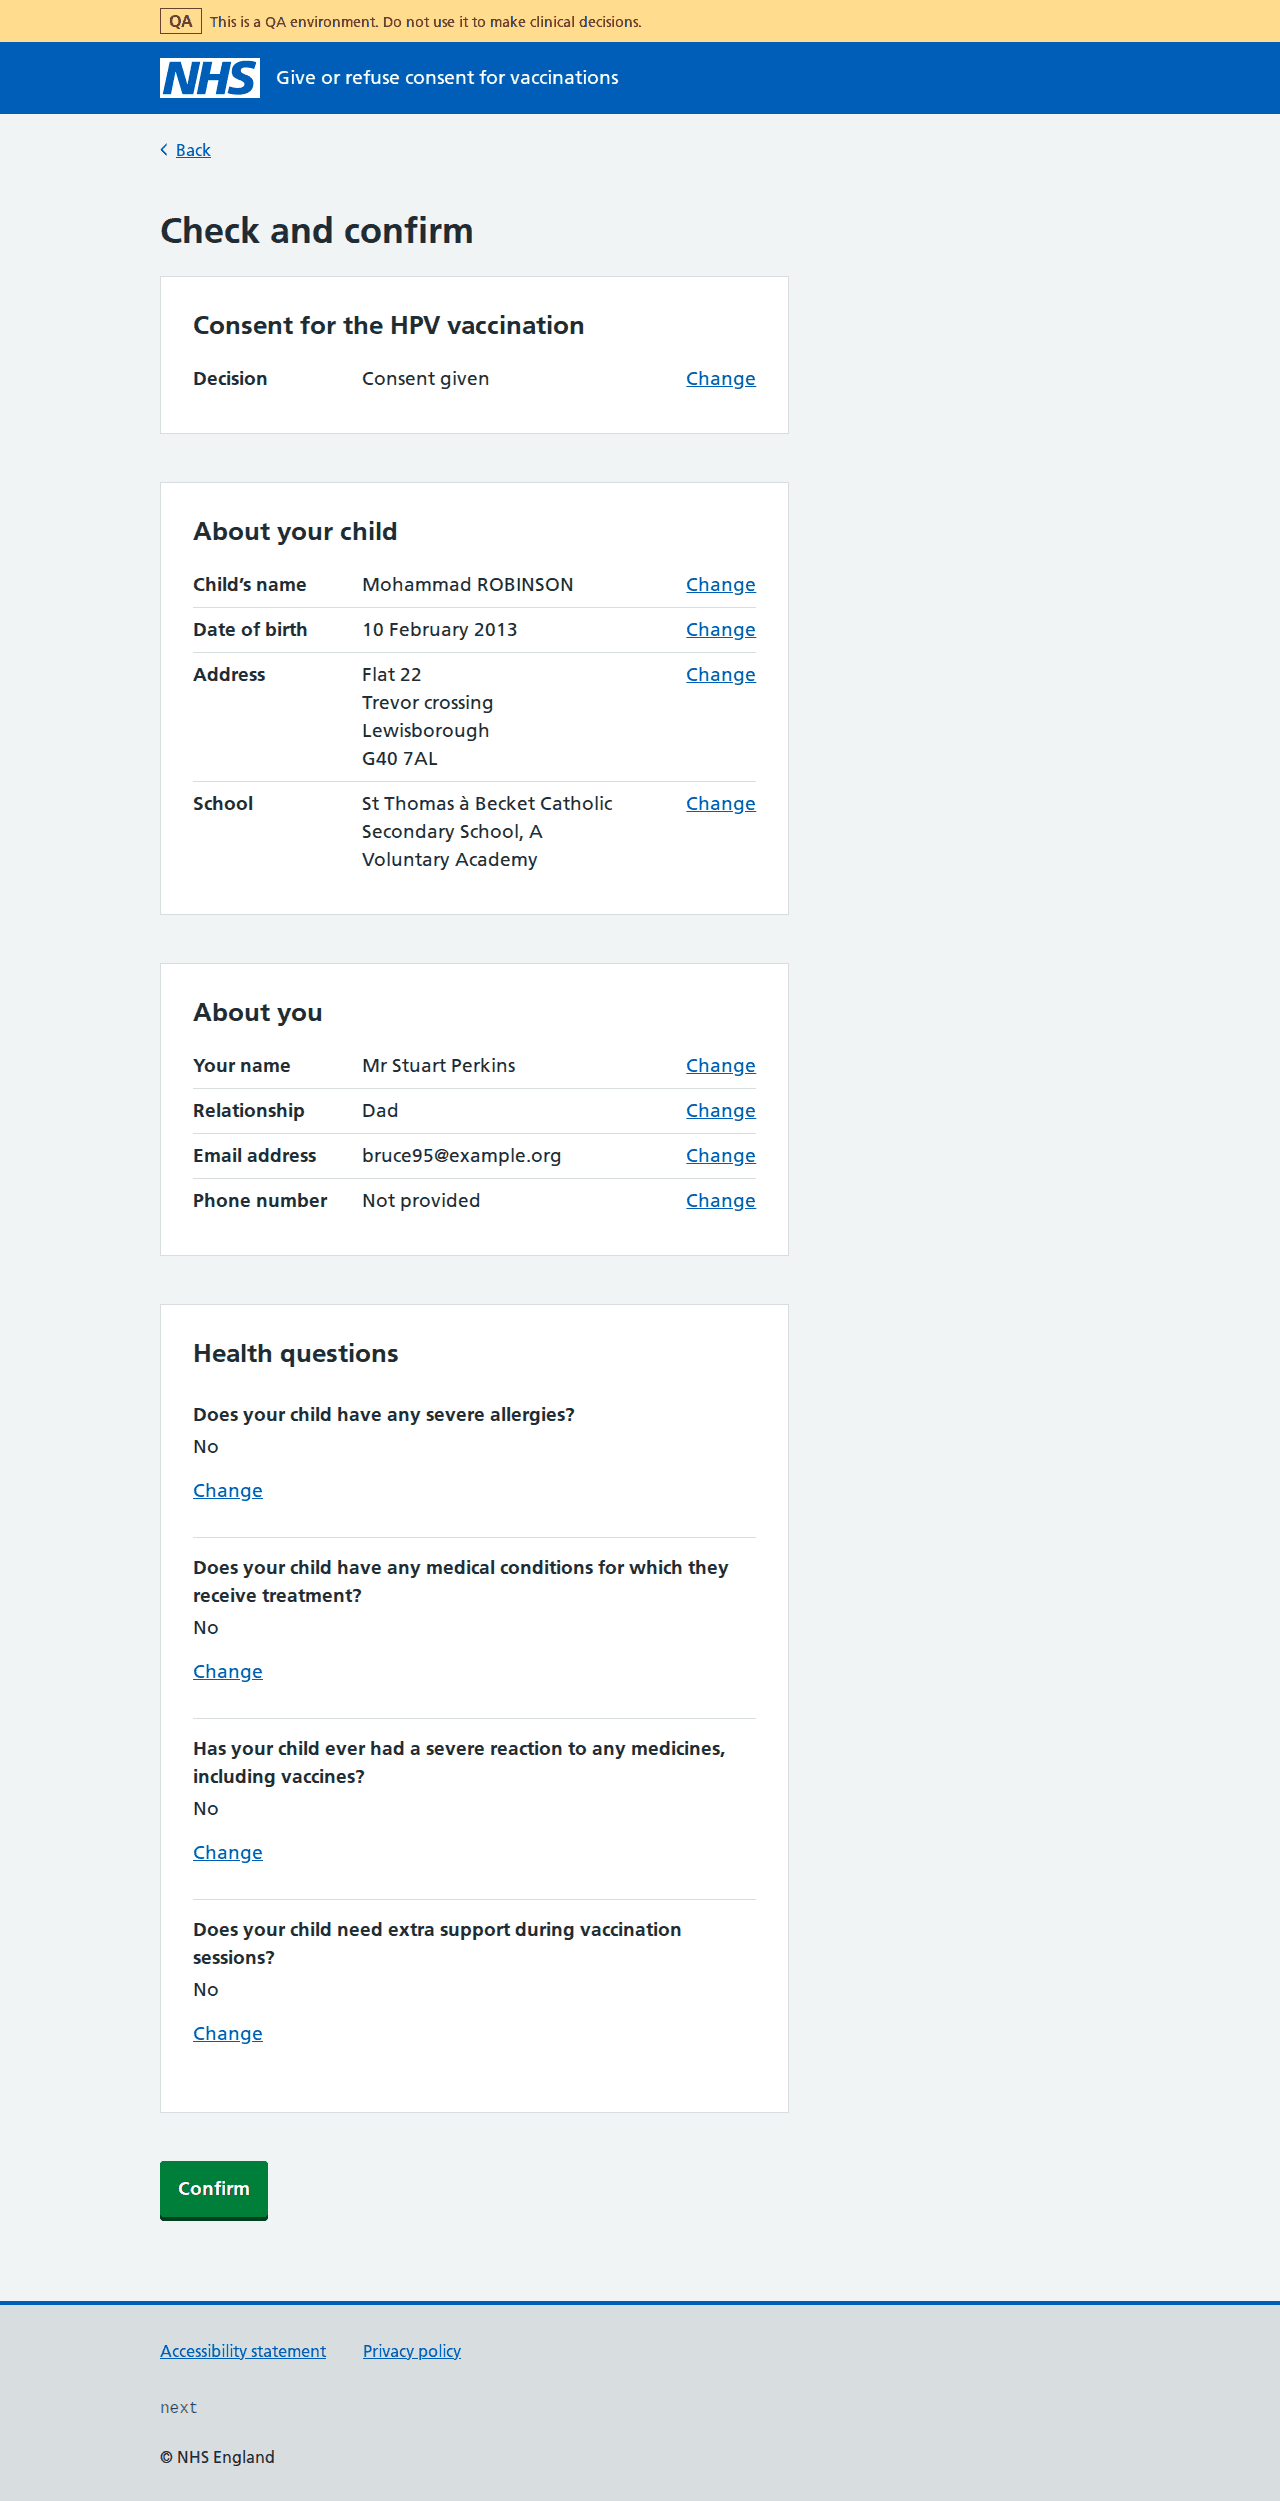 QA This is a QA environment. Do not use it to make clinical decisions.
NHS Give or refuse consent for vaccinations
Back
Check and confirm
Consent for the HPV vaccination
Decision Consent given Change
About your child
Child’s name Mohammad ROBINSON Change
Date of birth 10 February 2013 Change
Address Flat 22 Change
Trevor crossing
Lewisborough
G40 7AL
School St Thomas à Becket Catholic Change
Secondary School, A
Voluntary Academy
About you
Your name Mr Stuart Perkins Change
Relationship Dad Change
Email address bruce95@example.org Change
Phone number Not provided Change
Health questions
Does your child have any severe allergies?
No
Change
Does your child have any medical conditions for which they
receive treatment?
No
Change
Has your child ever had a severe reaction to any medicines,
including vaccines?
No
Change
Does your child need extra support during vaccination
sessions?
No
Change
Confirm
Accessibility statement Privacy policy
next
© NHS England